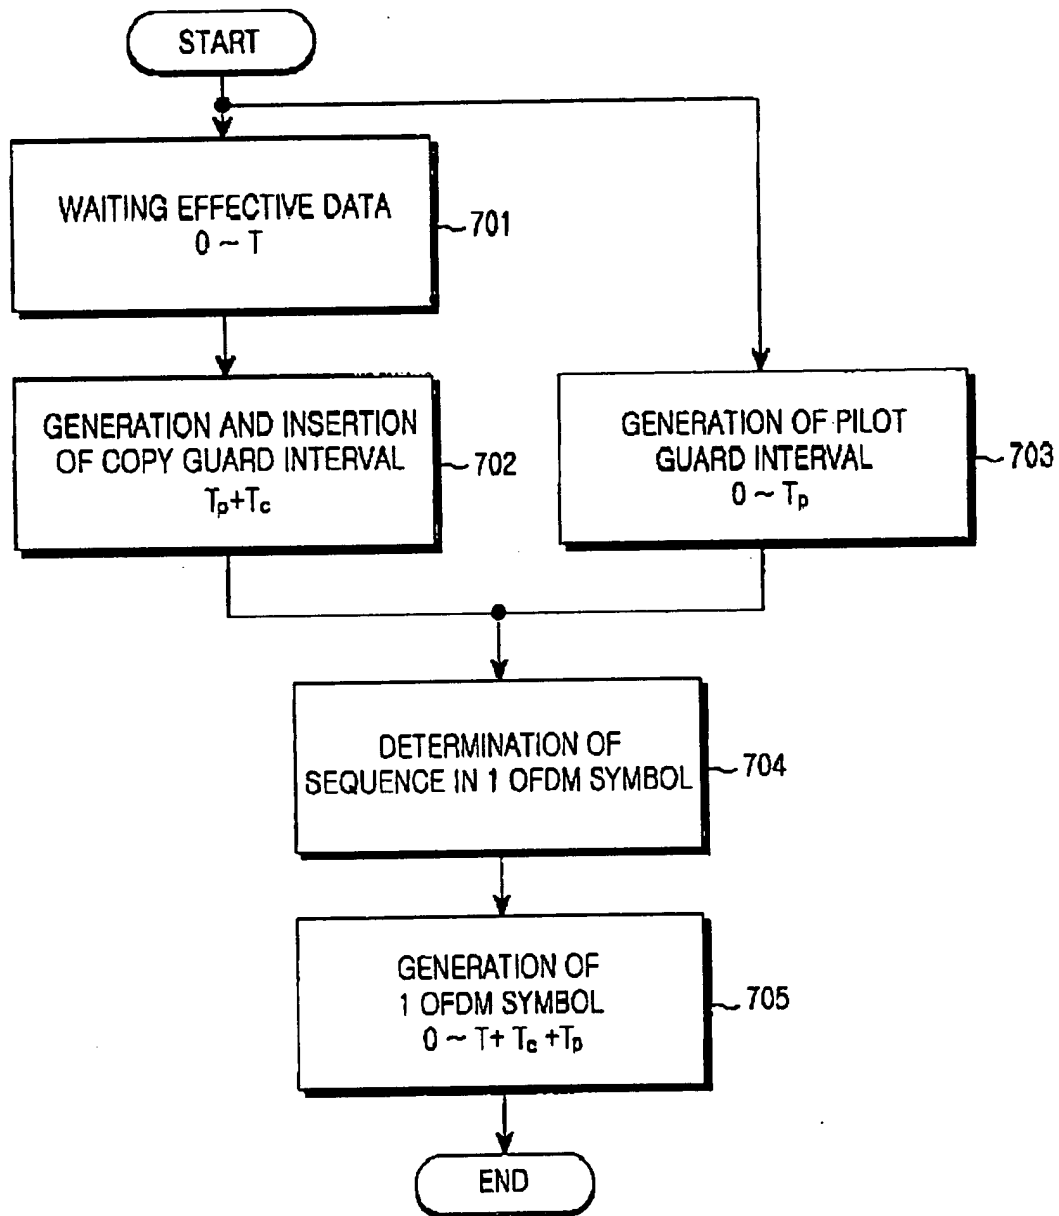 START
WAITING EFFECTIVE DATA
0 ~ T
701
GENERATION AND INSERTION
OF COPY GUARD INTERVAL
Tp+Tc
702
GENERATION OF PILOT
GUARD INTERVAL
0 ~ Tp
703
DETERMINATION OF
SEQUENCE IN 1 OFDM SYMBOL
704
GENERATION OF
1 OFDM SYMBOL
0 ~ T+ Tc +Tp
705
END